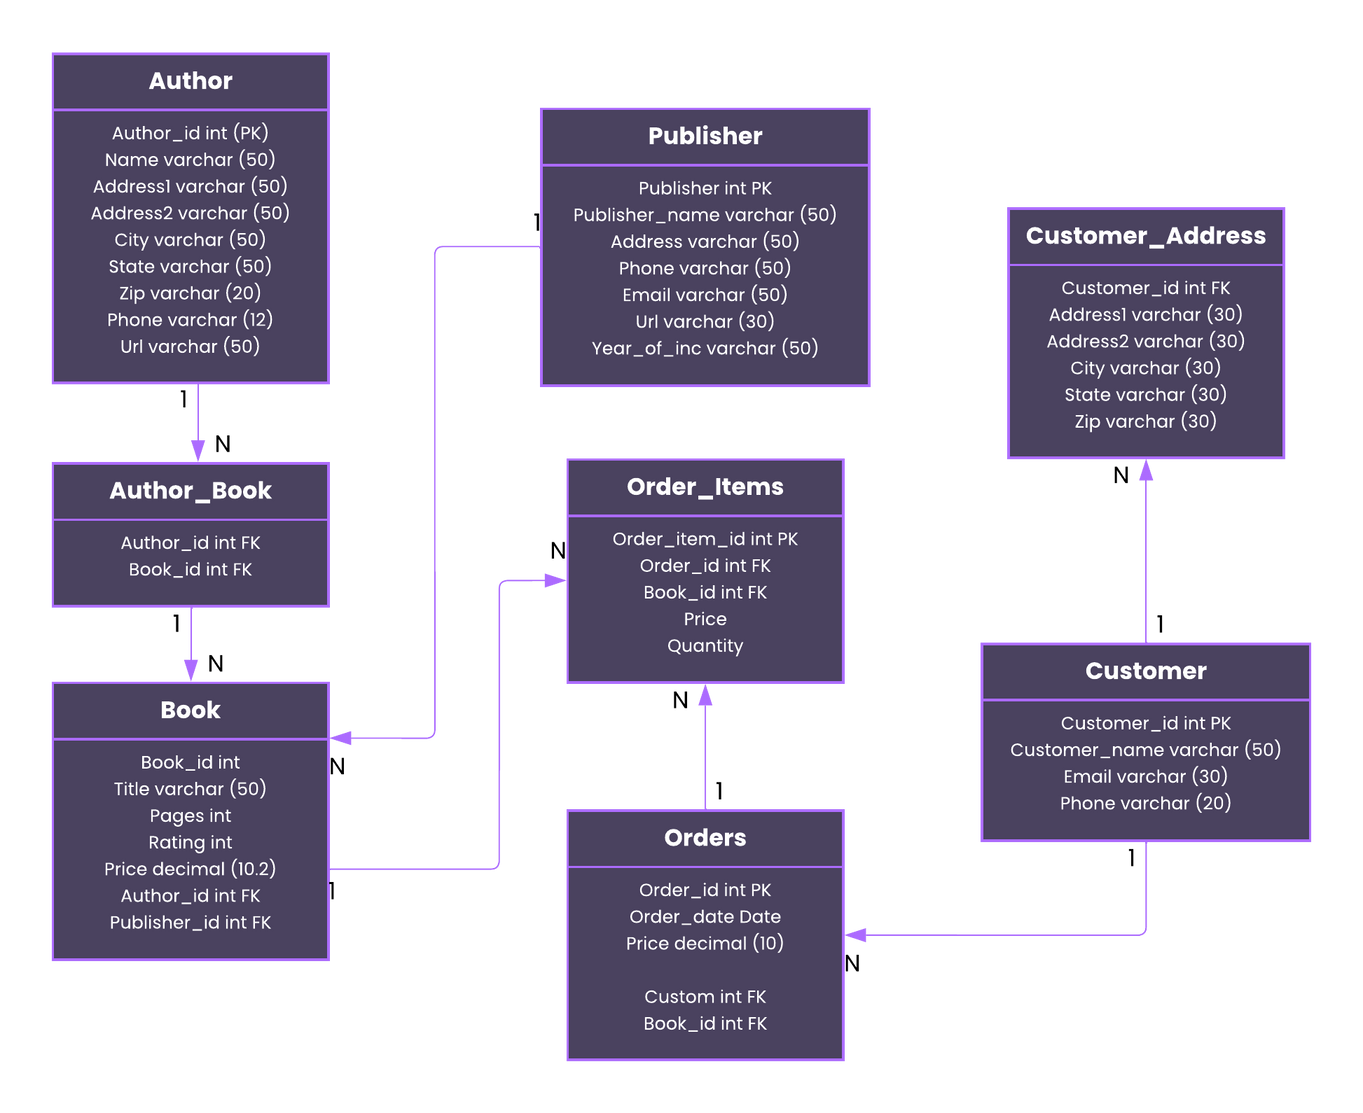 Author
Author_id int (PK)
Name varchar (50)
Address1 varchar (50)
Address2 varchar (50)
City varchar (50)
State varchar (50)
Zip varchar (20)
Phone varchar (12)
Url varchar (50)
1
N
Author_Book
Author_id int FK
Book_id int FK
1
N
Book
Book_id int
Title varchar (50)
Pages int
Rating int
Price decimal (10.2)
Author_id int FK
Publisher_id int FK
N
1
Publisher
Publisher int PK
Publisher_name varchar (50)
Address varchar (50)
Phone varchar (50)
Email varchar (50)
Url varchar (30)
Year_of_inc varchar (50)
1
Order_Items
Order_item_id int PK
Order_id int FK
Book_id int FK
Price
Quantity
N
N
1
Orders
Order_id int PK
Order_date Date
Price decimal (10)
Custom int FK
Book_id int FK
N
Customer_Address
Customer_id int FK
Address1 varchar (30)
Address2 varchar (30)
City varchar (30)
State varchar (30)
Zip varchar (30)
N
1
Customer
Customer_id int PK
Customer_name varchar (50)
Email varchar (30)
Phone varchar (20)
1